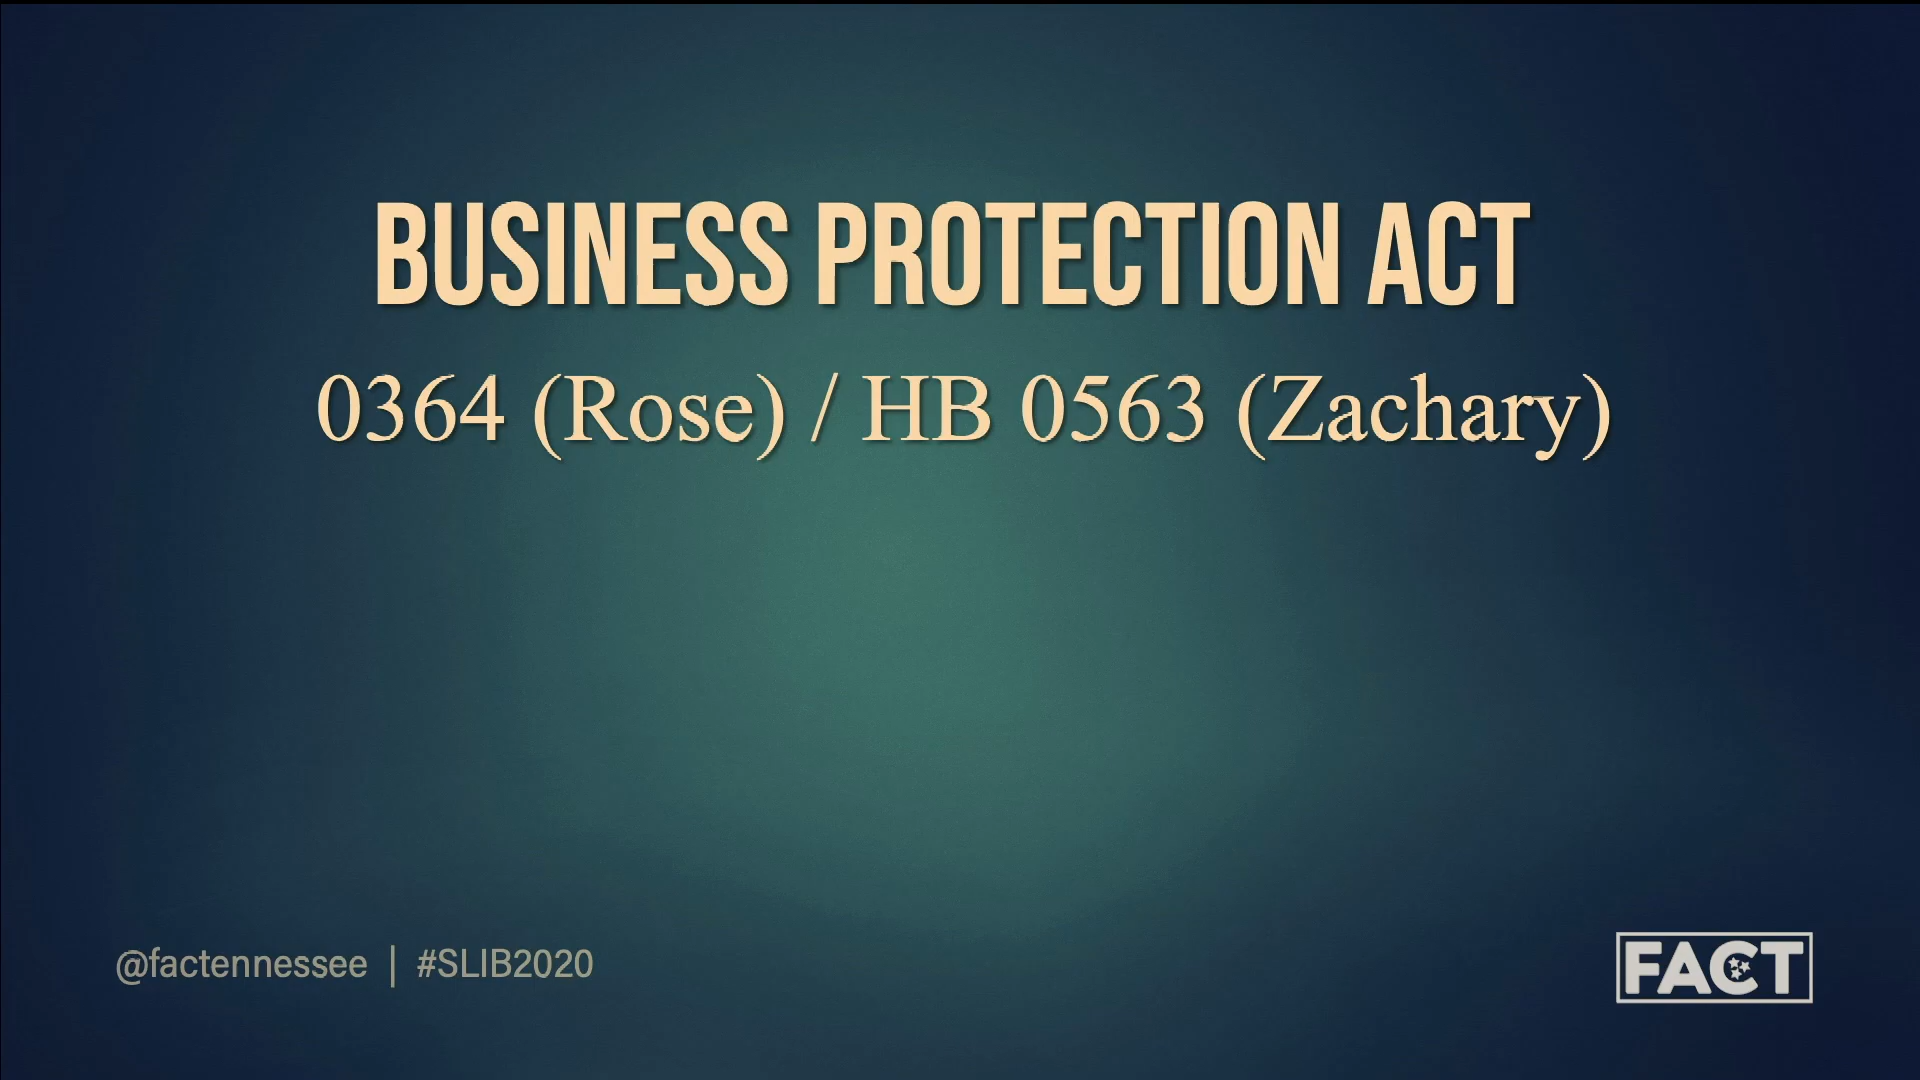 BUSINESS PROTECTION ACT
0364 (Rose) / HB 0563 (Zachary)
@factennessee | #SLIB2020
FACT